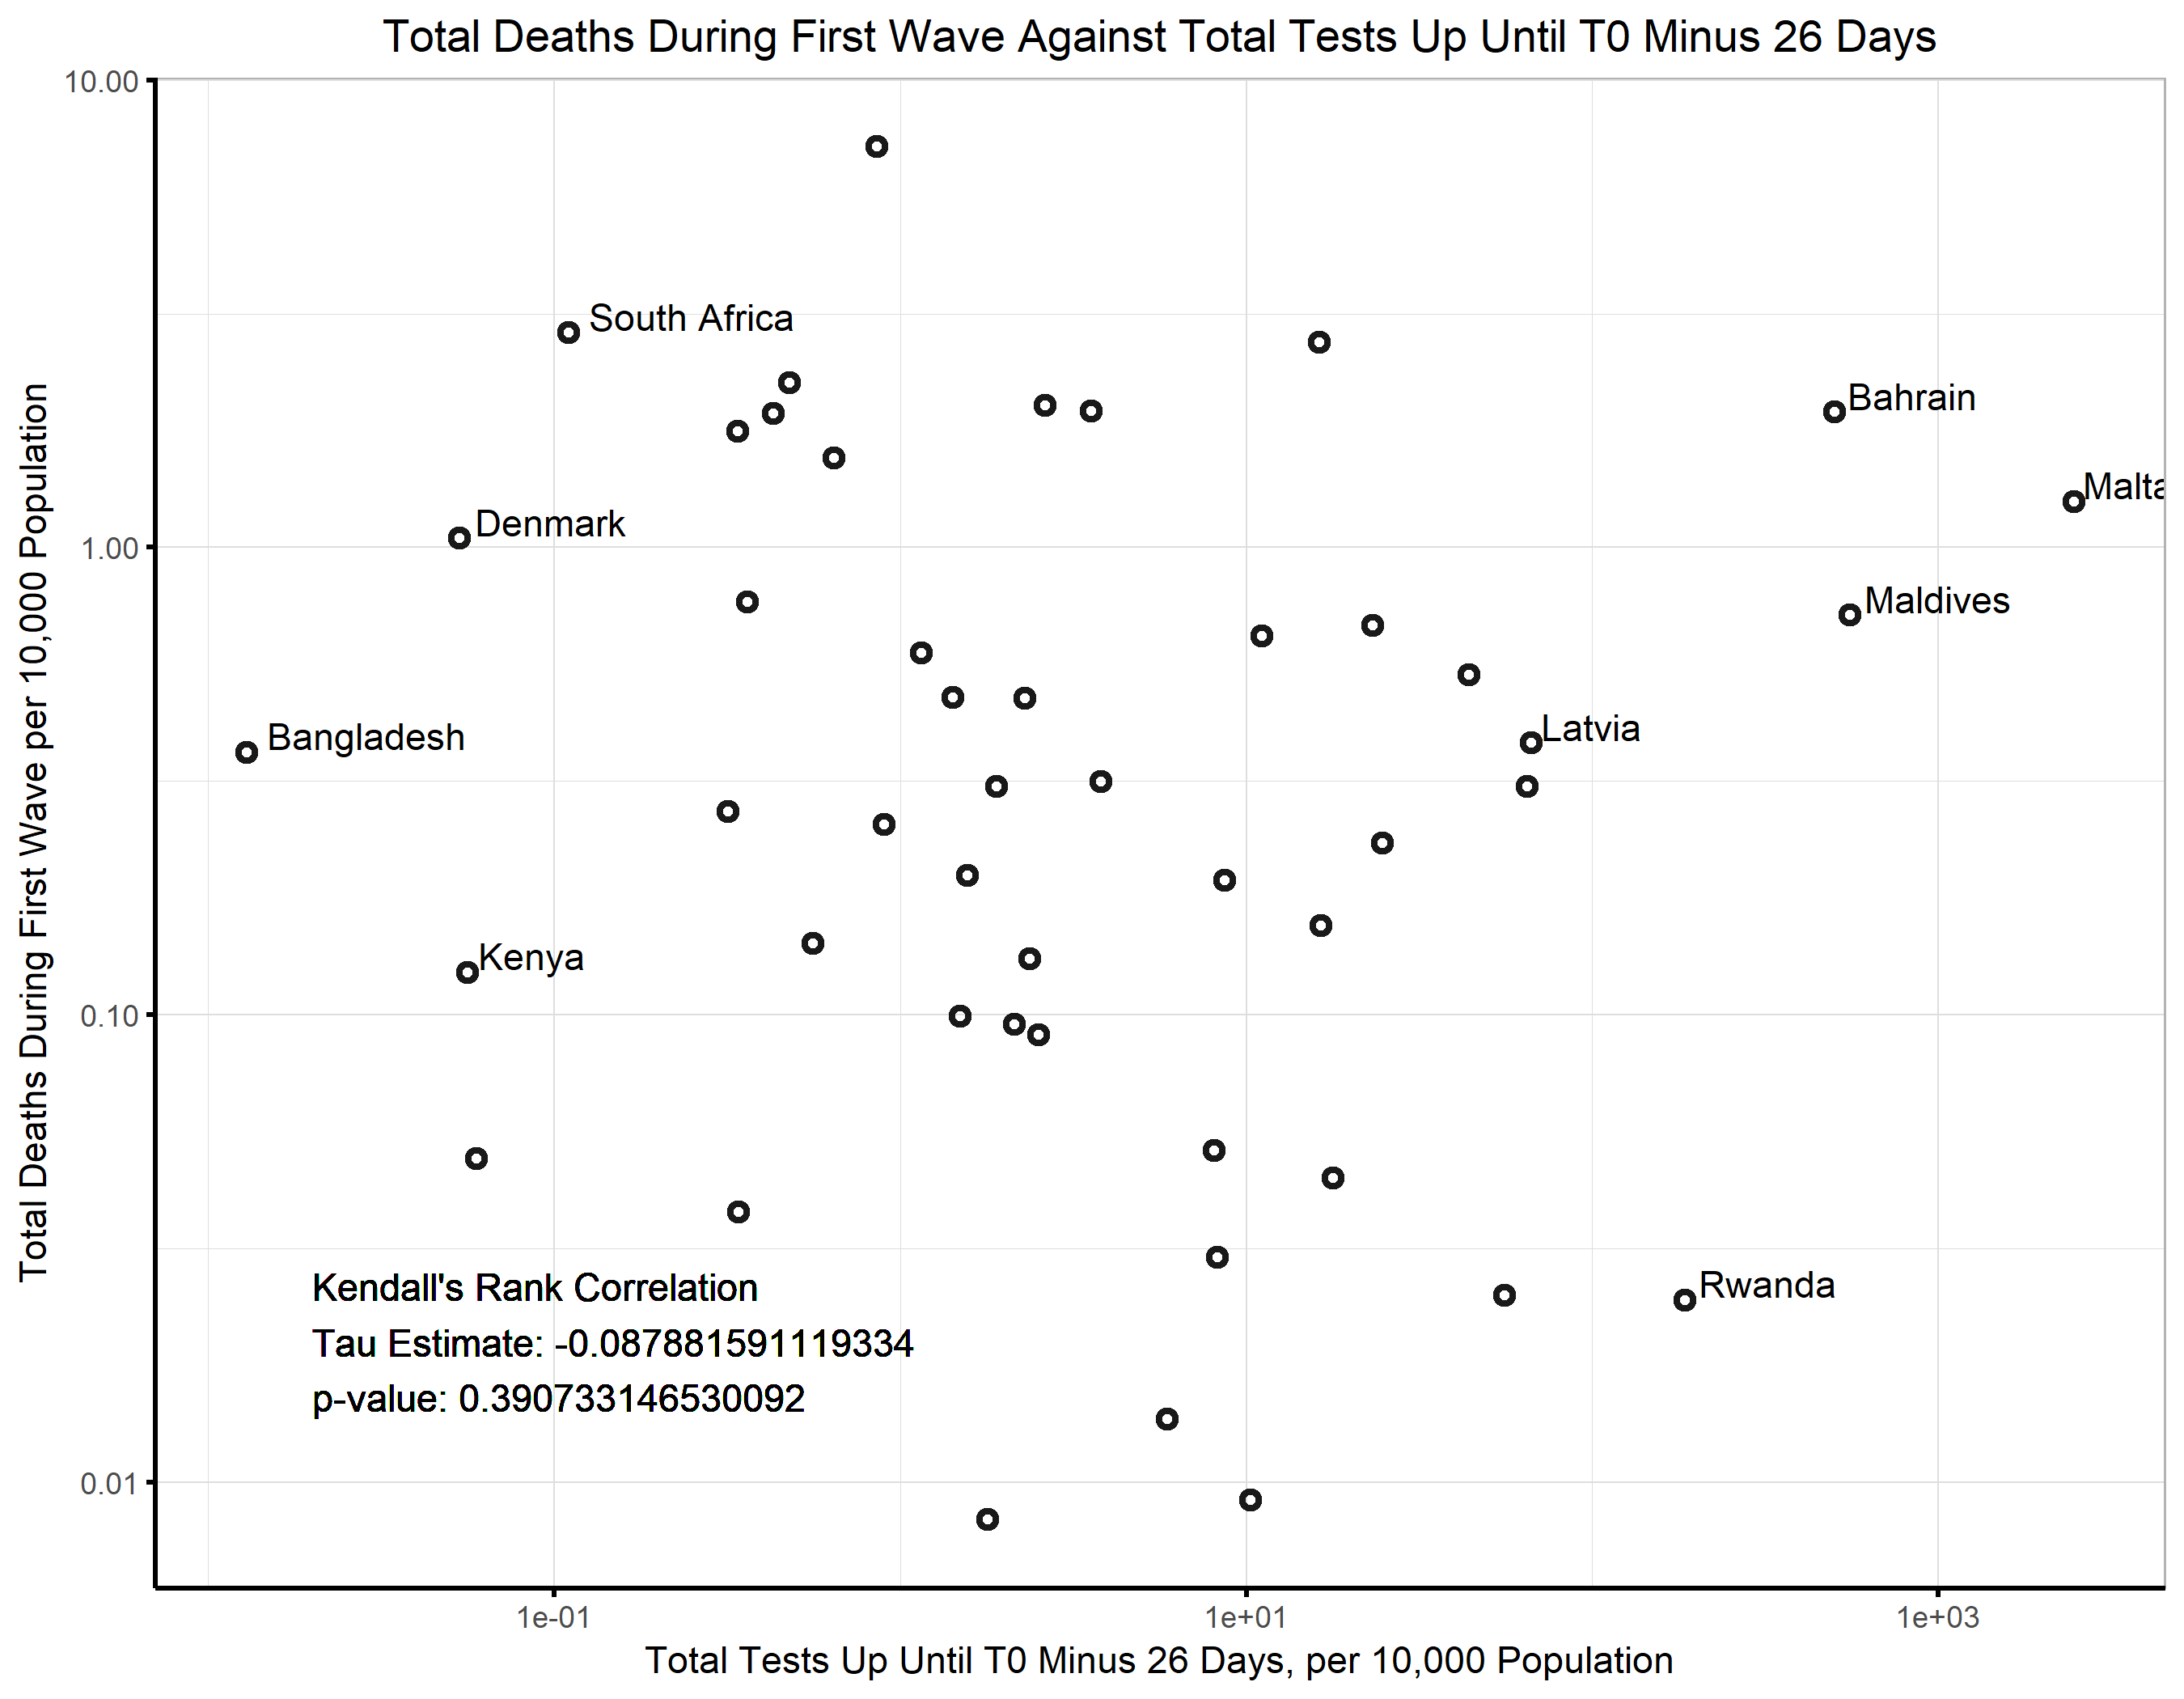 Total Deaths During First Wave Against Total Tests Up Until T0 Minus 26 Days
10.00
South Africa
Bahrain
Malta
Denmark
1.00
Maldives
Latvia
Bangladesh
Kenya
0.10
Rwanda
Kendall's Rank Correlation
Tau Estimate: -0.087881591119334
p-value: 0.390733146530092
0.01
Total Deaths During First Wave per 10,000 Population
1e-01
1e+01
1e+03
Total Tests Up Until T0 Minus 26 Days, per 10,000 Population